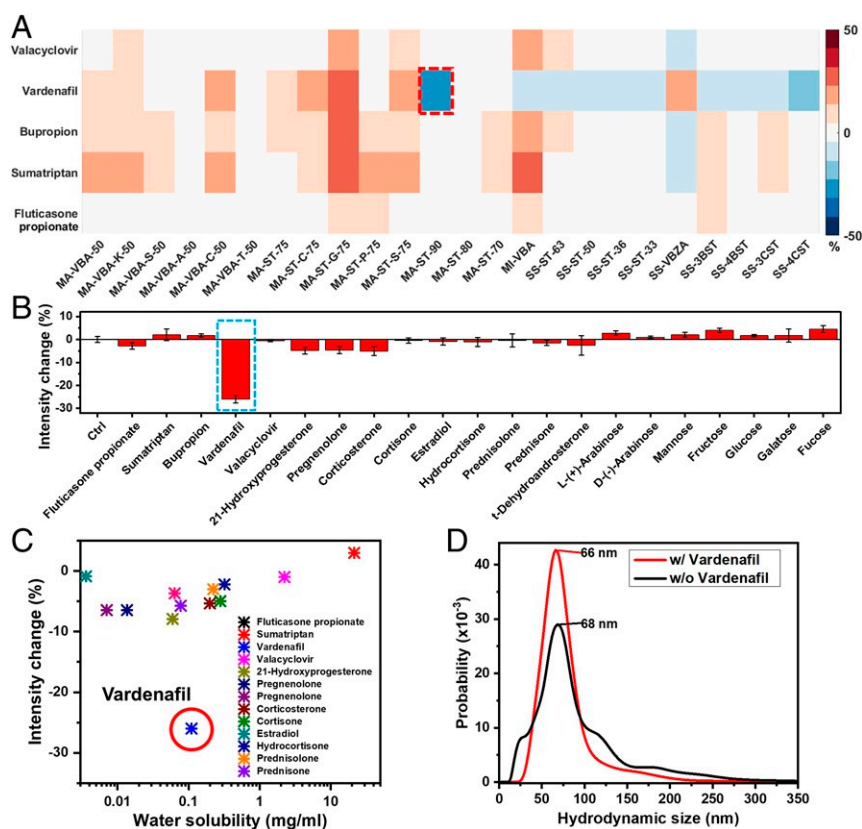 A
Valacyclovir
Vardenafil
Bupropion
Sumatriptan
Fluticasone
propionate
50
0
-50
%
MA-VBA-50
MA-VBA-K-50
MA-VBA-S-50
MA-VBA-A-50
MA-VBA-C-50
MA-VBA-T-50
MA-ST-75
MA-ST-C-75
MA-ST-G-75
MA-ST-P-75
MA-ST-S-75
MA-ST-90
MA-ST-80
MA-ST-70
MI-VBA
SS-ST-63
SS-ST-50
SS-ST-36
SS-ST-33
SS-VBZA
SS-3BST
SS-4BST
SS-3CST
SS-4CST
B
Intensity change (%)
10
0
-10
-20
-30
Ctrl
Fluticasone propionate
Sumatriptan
Bupropion
Vardenafil
Valacyclovir
21-Hydroxyprogesterone
Pregnenolone
Corticosterone
Cortisone
Estradiol
Hydrocortisone
Prednisolone
Prednisone
t-Dehydroandrosterone
L-(+)-Arabinose
D-(-)-Arabinose
Mannose
Fructose
Glucose
Galatose
Fucose
C
Intensity change (%)
0
-10
-20
-30
Vardenafil
Fluticasone propionate
Sumatriptan
Vardenafil
Valacyclovir
21-Hydroxyprogesterone
Pregnenolone
Pregnenolone
Corticosterone
Cortisone
Estradiol
Hydrocortisone
Prednisolone
Prednisone
0.01
0.1
1
10
Water solubility (mg/ml)
D
Probability (x10-3)
40
30
20
10
0
66 nm
68 nm
w/ Vardenafil
w/o Vardenafil
0
50
100
150
200
250
300
350
Hydrodynamic size (nm)